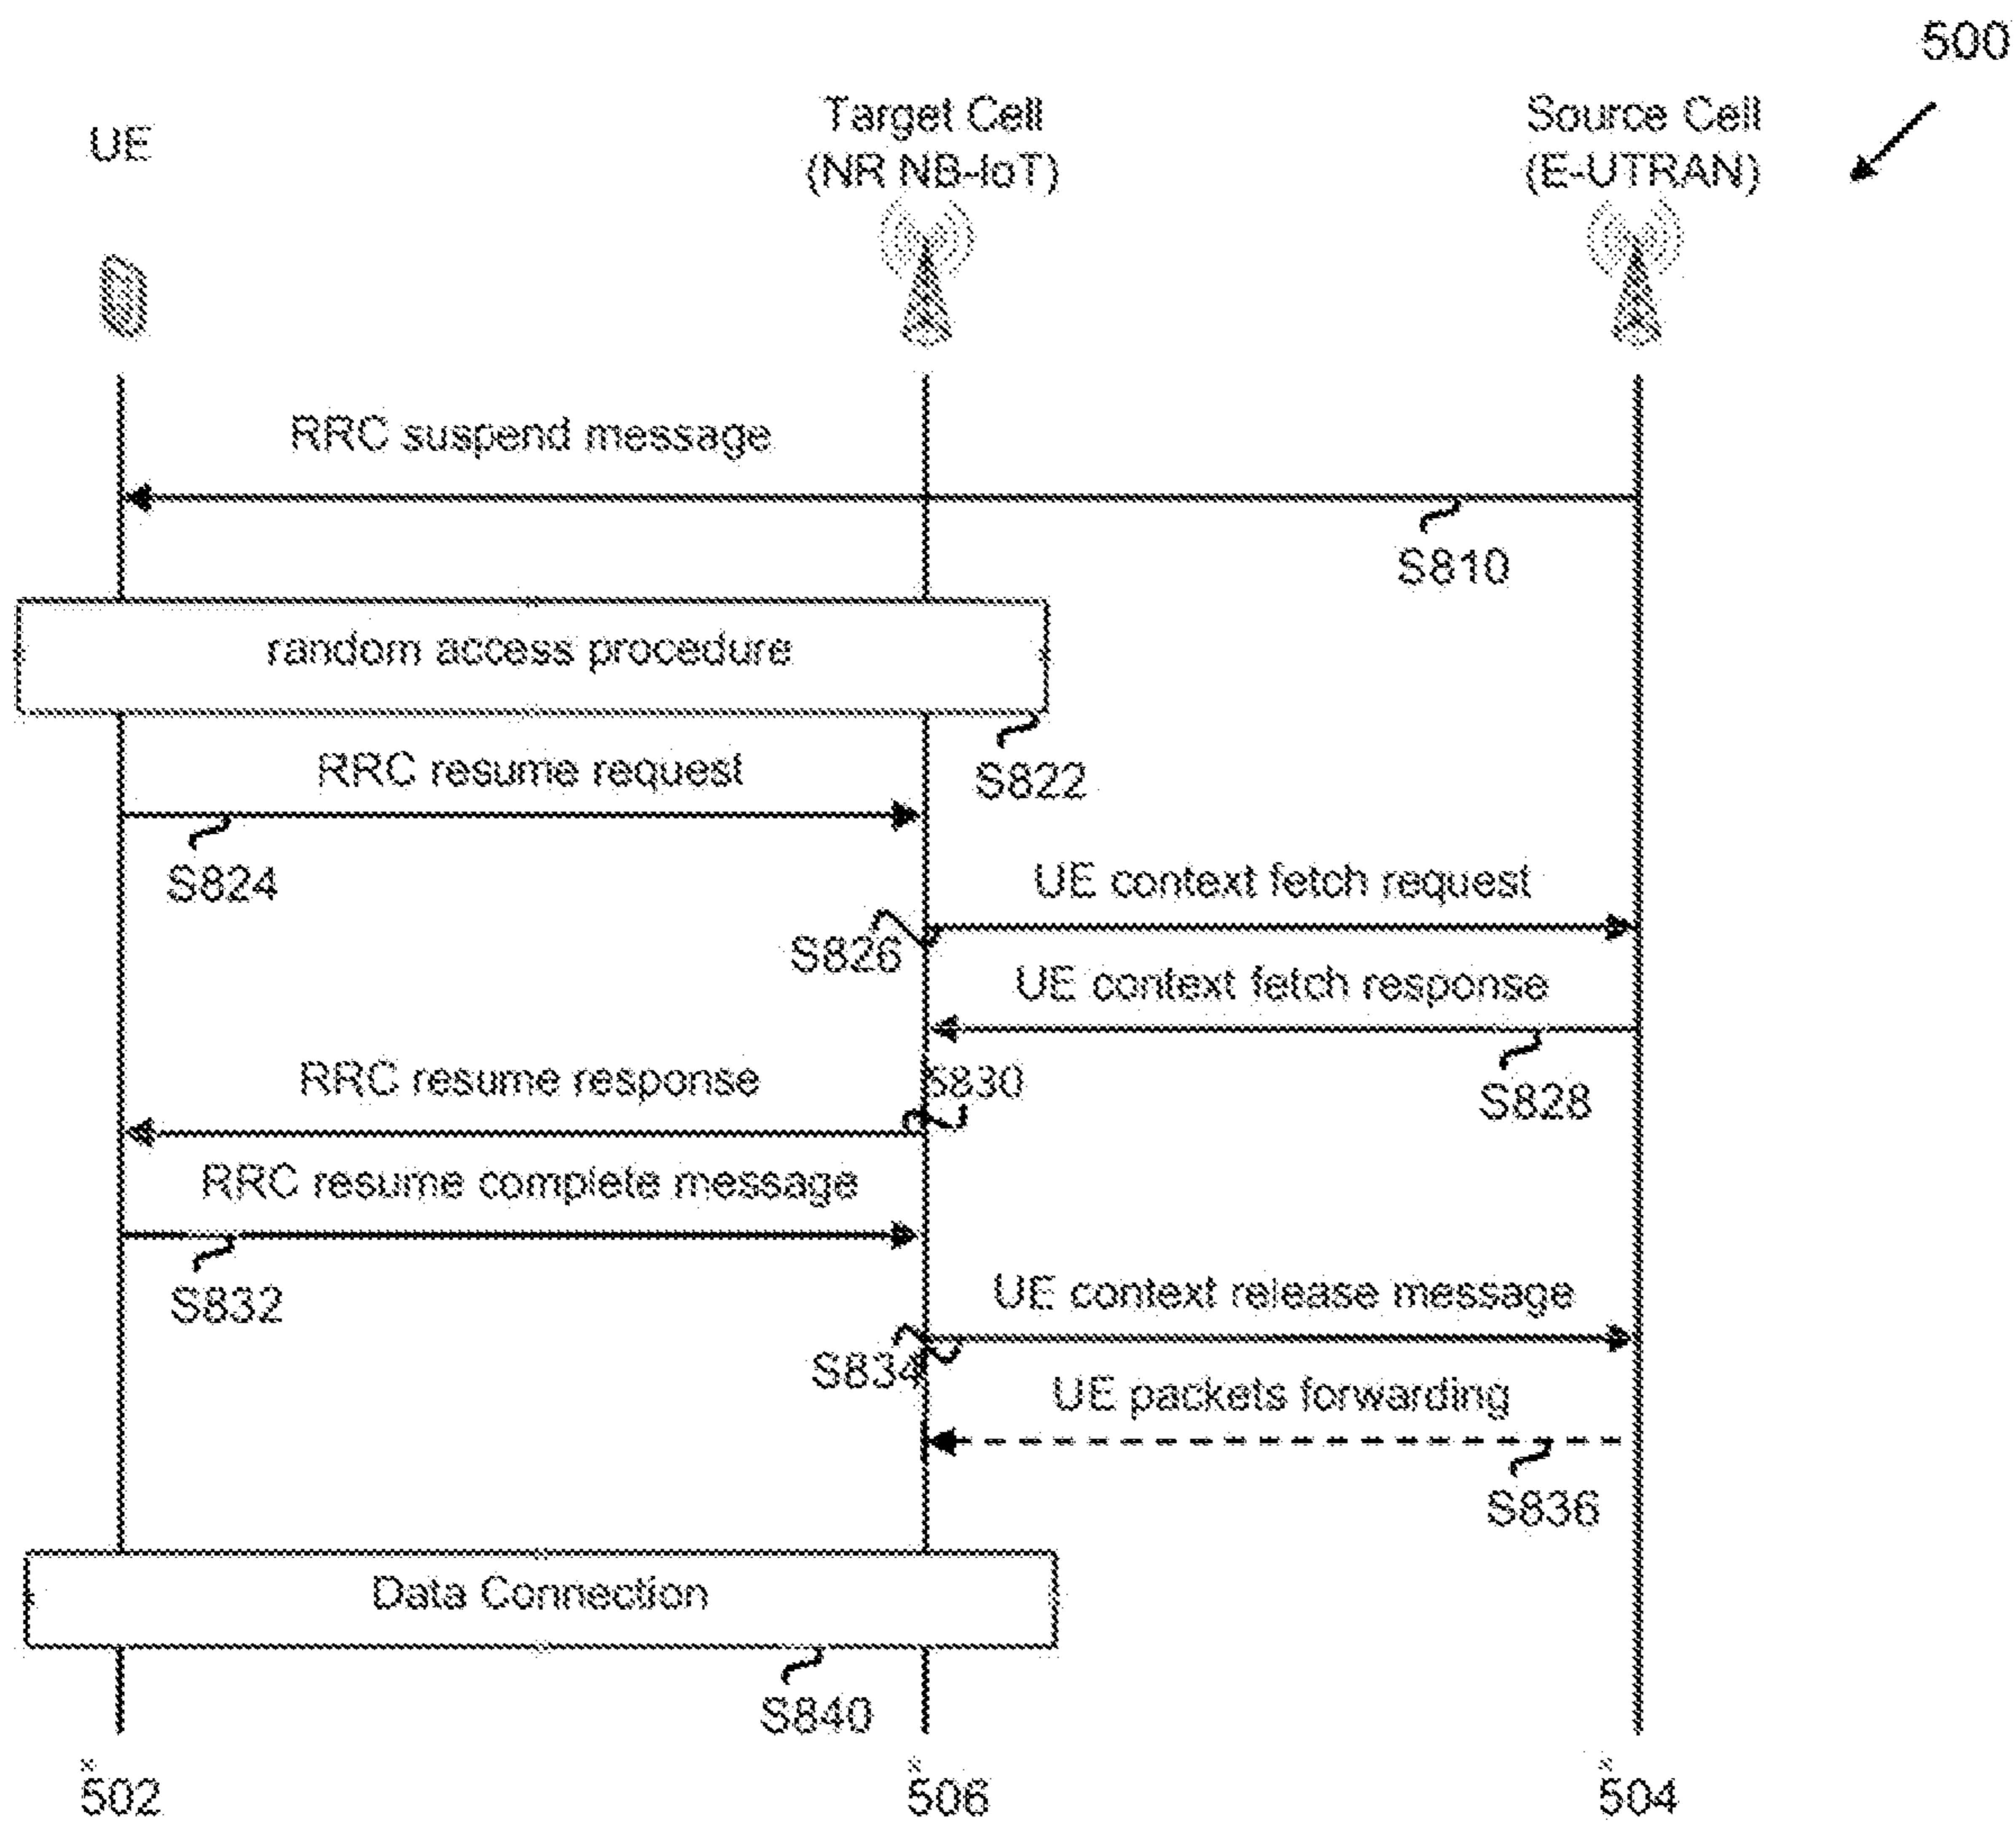 500
UE
Target Cell
(NR NB-IoT)
Source Cell
(E-UTRAN)
RRC suspend message
S810
random access procedure
S822
RRC resume request
S824
UE context fetch request
S826
UE context fetch response
S828
RRC resume response
S830
RRC resume complete message
S832
UE context release message
S834
UE packets forwarding
S836
Data Connection
S840
502
506
504